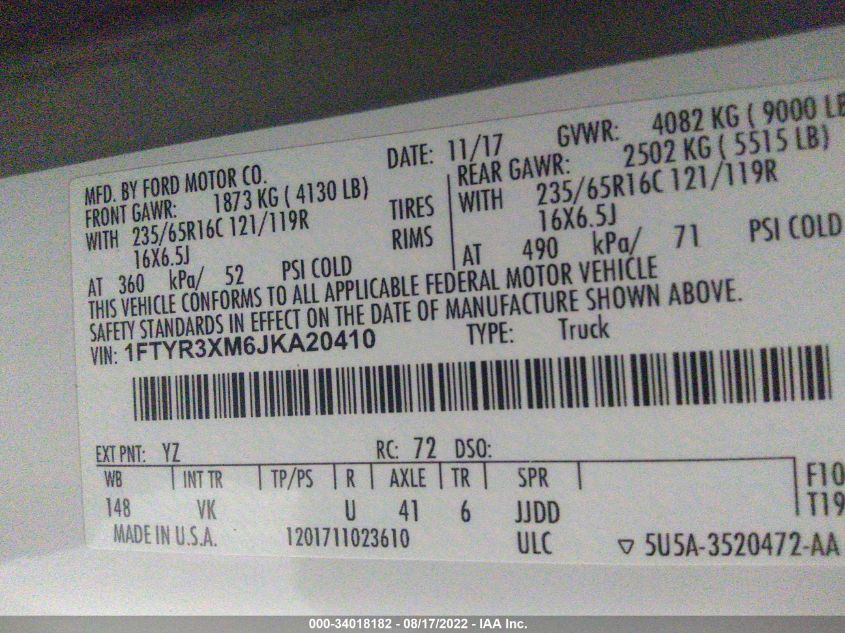 MFD. BY FORD MOTOR CO. DATE: 11/17 GVWR: 4082 KG ( 9000 LB
FRONT GAWR: 1873 KG ( 4130 LB) REAR GAWR: 2502 KG ( 5515 LB)
WITH 235/65R16C 121/119R TIRES WITH 235/65R16C 121/119R
16X6.5J RIMS 16X6.5J
AT 360 kPa/ 52 PSI COLD AT 490 kPa/ 71 PSI COLD
THIS VEHICLE CONFORMS TO ALL APPLICABLE FEDERAL MOTOR VEHICLE
SAFETY STANDARDS IN EFFECT ON THE DATE OF MANUFACTURE SHOWN ABOVE.
VIN: 1FTYR3XM6JKA20410 TYPE: Truck
EXT PNT: YZ RC: 72 DSO:
WB INT TR TP/PS R AXLE TR SPR F10
148 VK U 41 6 JJDD T19
MADE IN U.S.A. 1201711023610 ULC ▽ 5U5A-3520472-AA
000-34018182 - 08/17/2022 - IAA Inc.